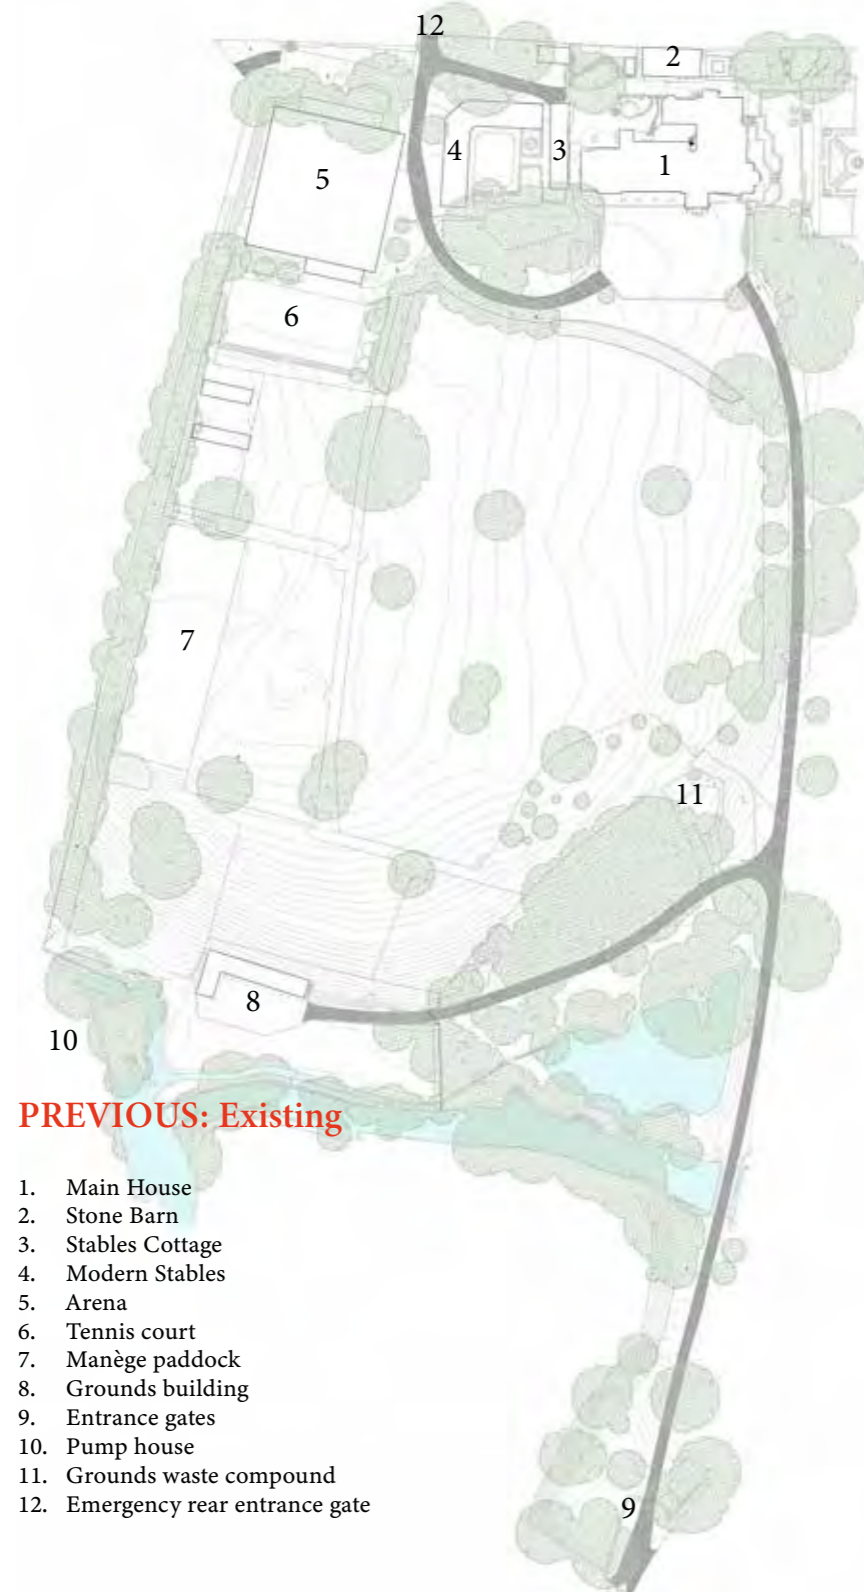 12
2
3
4
1
5
6
7
11
8
10
PREVIOUS: Existing
1. Main House
2. Stone Barn
3. Stables Cottage
4. Modern Stables
5. Arena
6. Tennis court
7. Manège paddock
8. Grounds building
9. Entrance gates
10. Pump house
11. Grounds waste compound
12. Emergency rear entrance gate
9